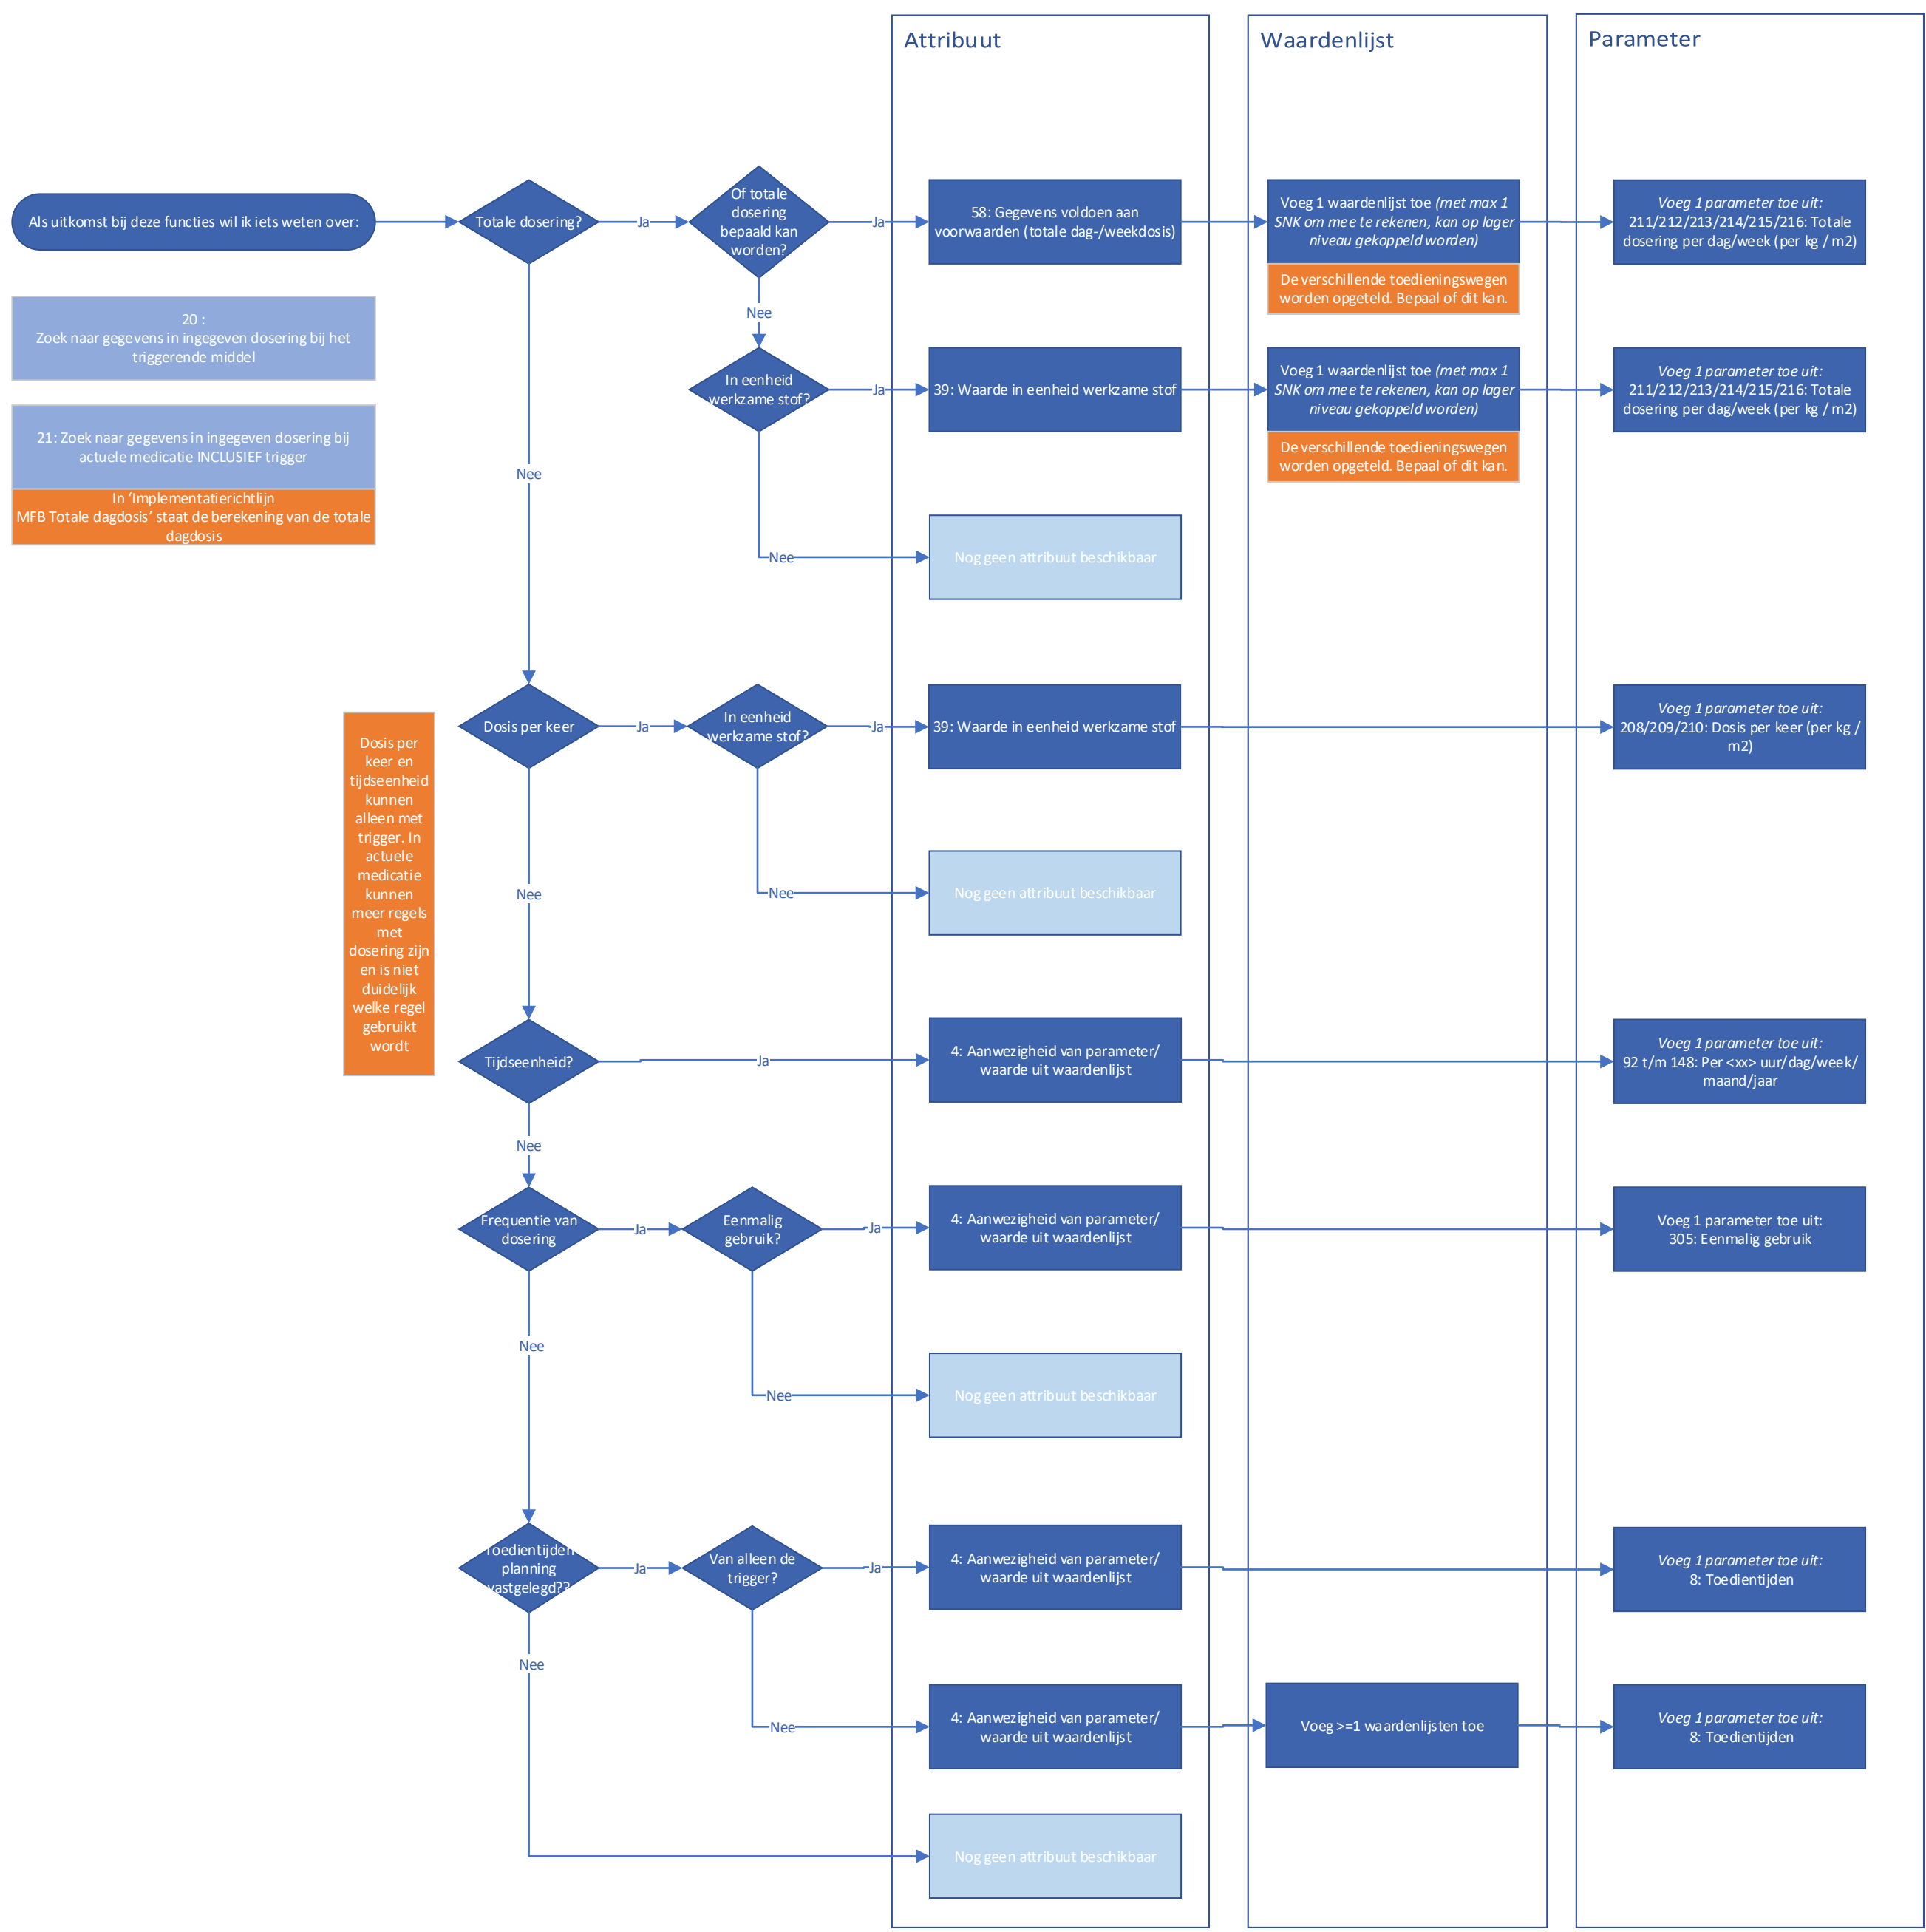 Attribuut
Waardenlijst
Parameter
Als uitkomst bij deze functies wil ik iets weten over:
Totale dosering?
Ja
Of totale
dosering
bepaald kan
worden?
Ja
58: Gegevens voldoen aan
voorwaarden (totale dag-/weekdosis)
Voeg 1 waardenlijst toe (met max 1
SNK om mee te rekenen, kan op lager
niveau gekoppeld worden)
De verschillende toedieningswegen
worden opgeteld. Bepaal of dit kan.
Voeg 1 parameter toe uit:
211/212/213/214/215/216: Totale
dosering per dag/week (per kg / m2)
20 :
Zoek naar gegevens in ingegeven dosering bij het
triggerende middel
Nee
In eenheid
werkzame stof?
Ja
39: Waarde in eenheid werkzame stof
Voeg 1 waardenlijst toe (met max 1
SNK om mee te rekenen, kan op lager
niveau gekoppeld worden)
De verschillende toedieningswegen
worden opgeteld. Bepaal of dit kan.
Voeg 1 parameter toe uit:
211/212/213/214/215/216: Totale
dosering per dag/week (per kg / m2)
21: Zoek naar gegevens in ingegeven dosering bij
actuele medicatie INCLUSIEF trigger
In ‘Implementatierichtlijn
MFB Totale dagdosis’ staat de berekening van de totale
dagdosis
Nee
Nee
Nog geen attribuut beschikbaar
Dosis per keer
Ja
In eenheid
werkzame stof?
Ja
39: Waarde in eenheid werkzame stof
Voeg 1 parameter toe uit:
208/209/210: Dosis per keer (per kg /
m2)
Dosis per
keer en
tijdseenheid
kunnen
alleen met
trigger. In
actuele
medicatie
kunnen
meer regels
met
dosering zijn
en is niet
duidelijk
welke regel
gebruikt
wordt
Nee
Nee
Nog geen attribuut beschikbaar
Tijdseenheid?
Ja
4: Aanwezigheid van parameter/
waarde uit waardenlijst
Voeg 1 parameter toe uit:
92 t/m 148: Per <xx> uur/dag/week/
maand/jaar
Nee
Frequentie van
dosering
Ja
Eenmalig
gebruik?
Ja
4: Aanwezigheid van parameter/
waarde uit waardenlijst
Voeg 1 parameter toe uit:
305: Eenmalig gebruik
Nee
Nee
Nog geen attribuut beschikbaar
Toedientijden
planning
vastgelegd??
Ja
Van alleen de
trigger?
Ja
4: Aanwezigheid van parameter/
waarde uit waardenlijst
Voeg 1 parameter toe uit:
8: Toedientijden
Nee
Nee
4: Aanwezigheid van parameter/
waarde uit waardenlijst
Voeg >=1 waardenlijsten toe
Voeg 1 parameter toe uit:
8: Toedientijden
Nog geen attribuut beschikbaar